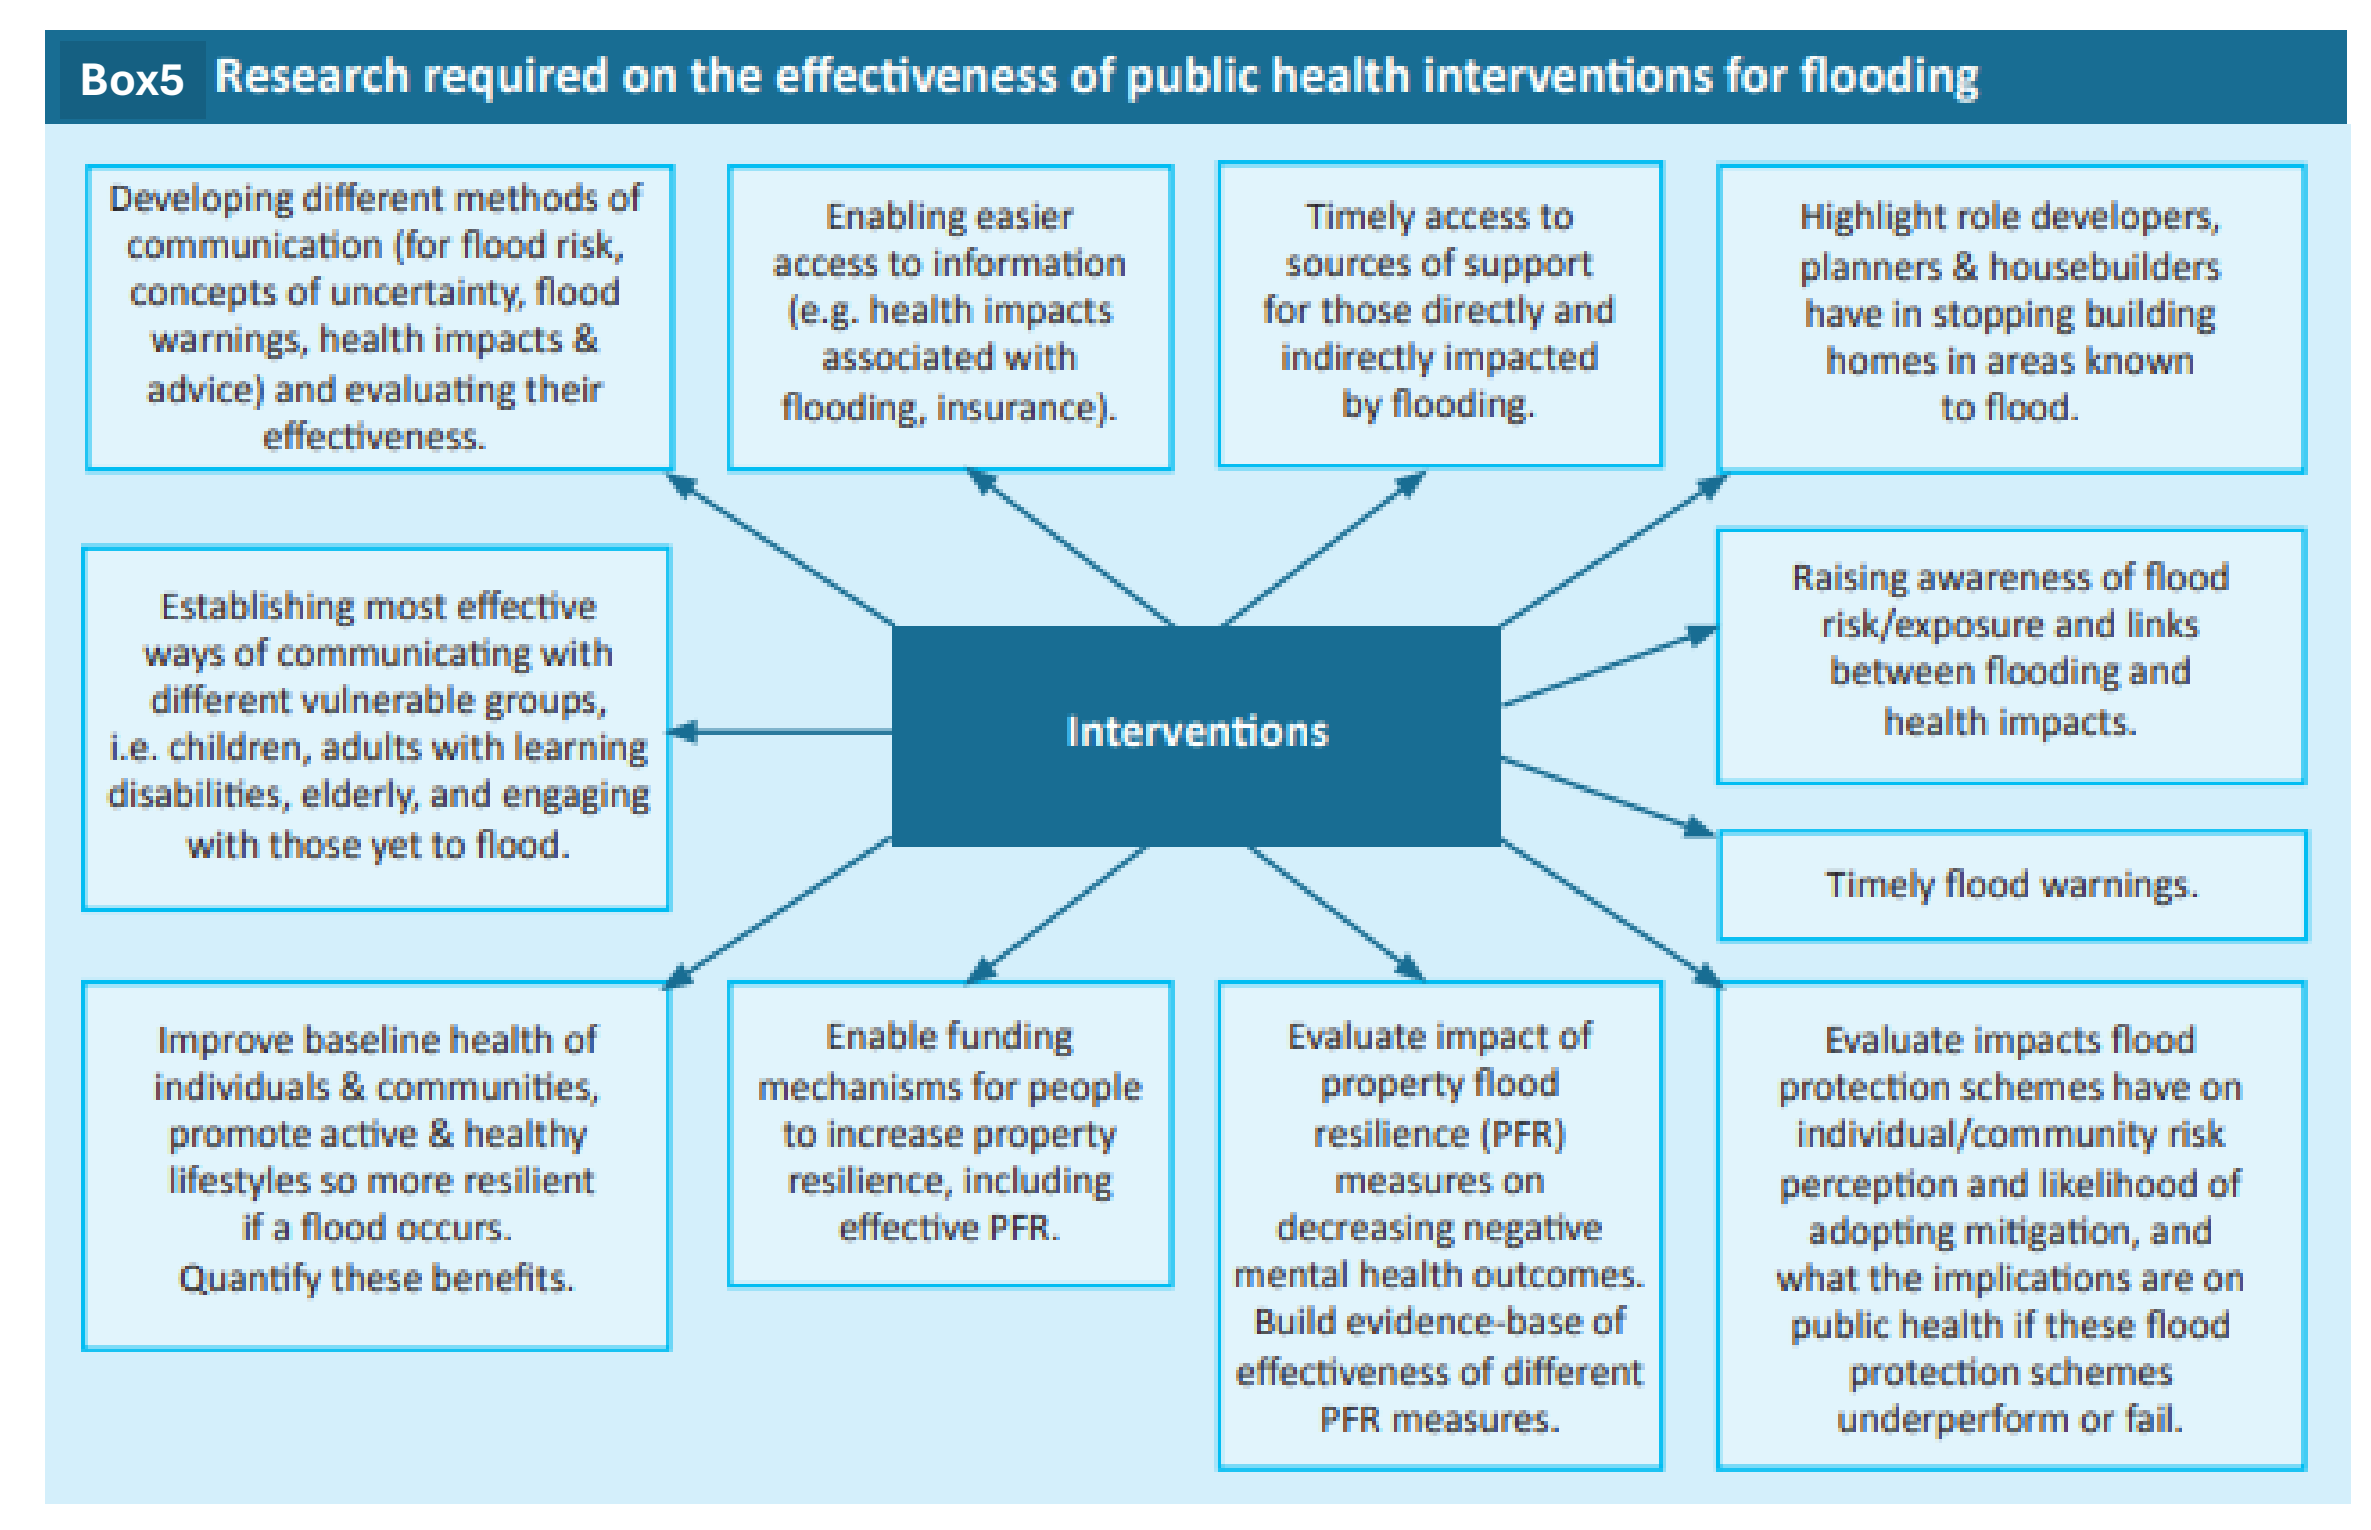 Box5 Research required on the effectiveness of public health interventions for flooding
Developing different methods of
communication (for flood risk,
concepts of uncertainty, flood
warnings, health impacts &
advice) and evaluating their
effectiveness.
Enabling easier
access to information
(e.g. health impacts
associated with
flooding, insurance).
Timely access to
sources of support
for those directly and
indirectly impacted
by flooding.
Highlight role developers,
planners & housebuilders
have in stopping building
homes in areas known
to flood.
Establishing most effective
ways of communicating with
different vulnerable groups,
i.e. children, adults with learning
disabilities, elderly, and engaging
with those yet to flood.
Interventions
Raising awareness of flood
risk/exposure and links
between flooding and
health impacts.
Timely flood warnings.
Improve baseline health of
individuals & communities,
promote active & healthy
lifestyles so more resilient
if a flood occurs.
Quantify these benefits.
Enable funding
mechanisms for people
to increase property
resilience, including
effective PFR.
Evaluate impact of
property flood
resilience (PFR)
measures on
decreasing negative
mental health outcomes.
Build evidence-base of
effectiveness of different
PFR measures.
Evaluate impacts flood
protection schemes have on
individual/community risk
perception and likelihood of
adopting mitigation, and
what the implications are on
public health if these flood
protection schemes
underperform or fail.